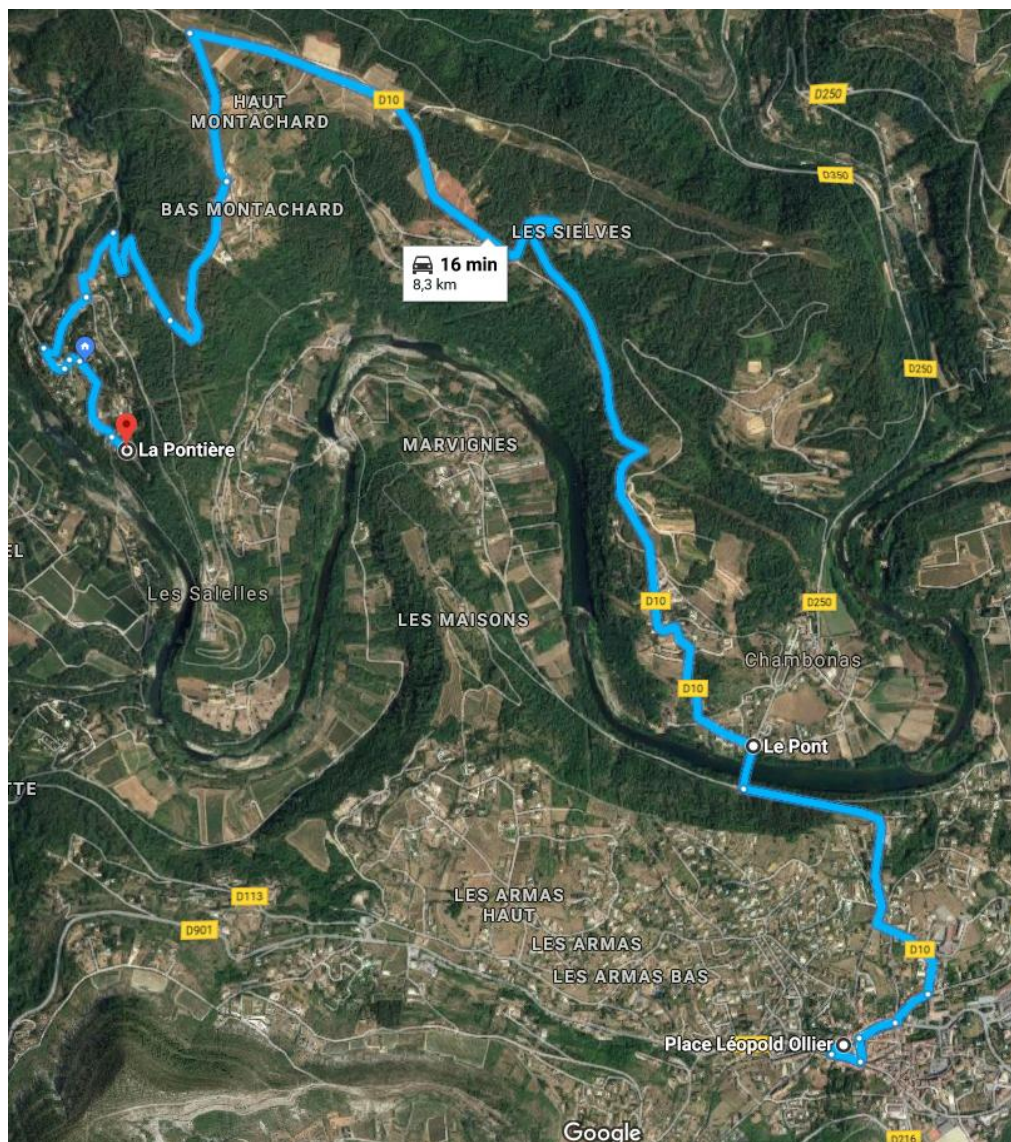 D250
D10
HAUT
MONTACHARD
D350
BAS MONTACHARD
LES SIELVES
16 min
8,3 km
D250
MARVIGNES
La Pontière
EL
Les Salelles
D10
D250
LES MAISONS
Chambonas
D10
Le Pont
TTE
D113
LES ARMAS
HAUT
D901
LES ARMAS
D10
LES ARMAS BAS
Place Léopold Ollier
Google
D216